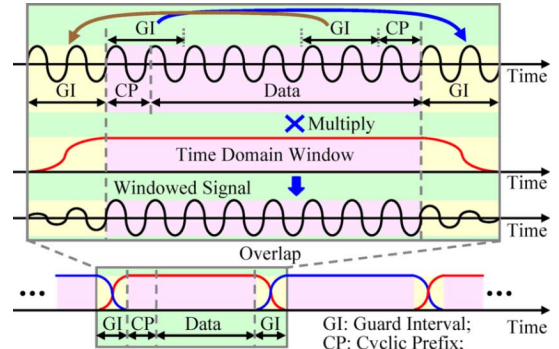 GI GI CP
Time
GI CP Data GI
Multiply
Time Domain Window
Time
Windowed Signal
Time
Overlap
GI CP Data GI
Time
GI: Guard Interval;
CP: Cyclic Prefix;